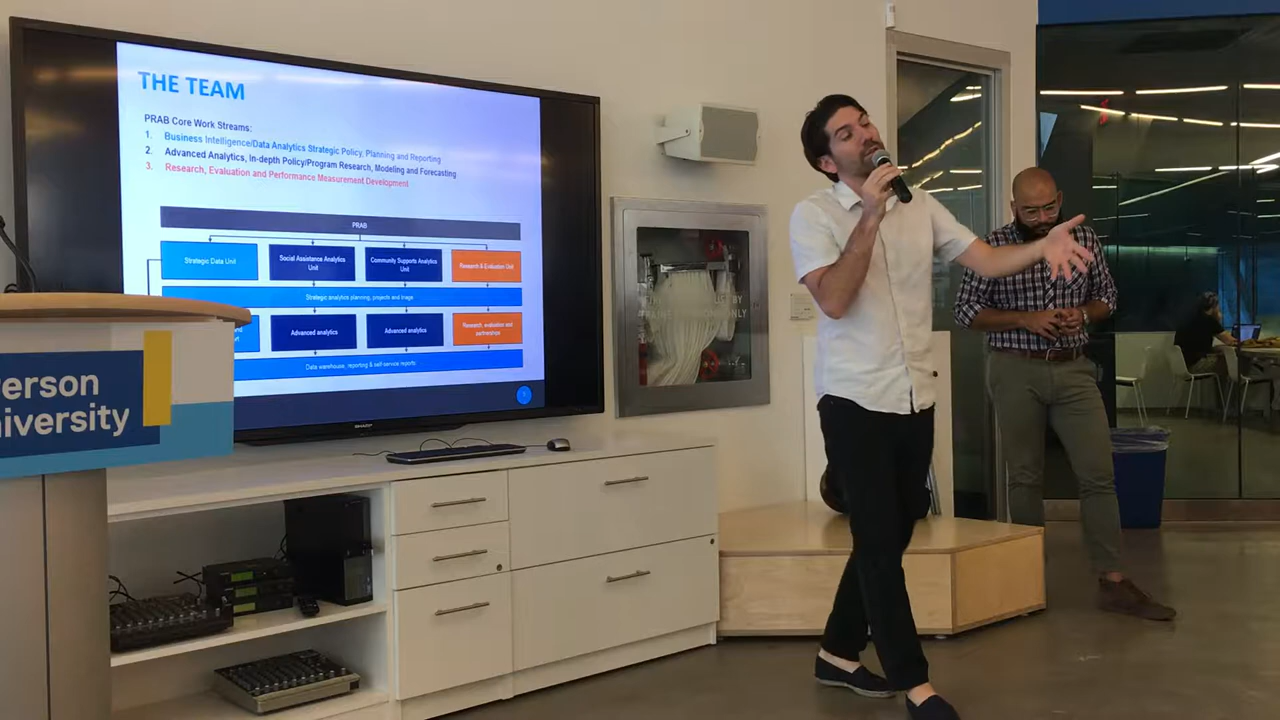 THE TEAM
PRAB Core Work Streams:
1. Business Intelligence/Data Analytics Strategic Policy, Planning and Reporting
2. Advanced Analytics, In-depth Policy/Program Research, Modeling and Forecasting
3. Research, Evaluation and Performance Measurement Development
PRAB
Strategic Data Unit
Social Assistance Analytics
Unit
Community Supports Analytics
Unit
Research & Evaluation Unit
Strategic analytics planning, projects and triage
Advanced analytics
Advanced analytics
Research, evaluation and
partnerships
Data warehouse, reporting & self-service reports
SHARP
erson
iversity